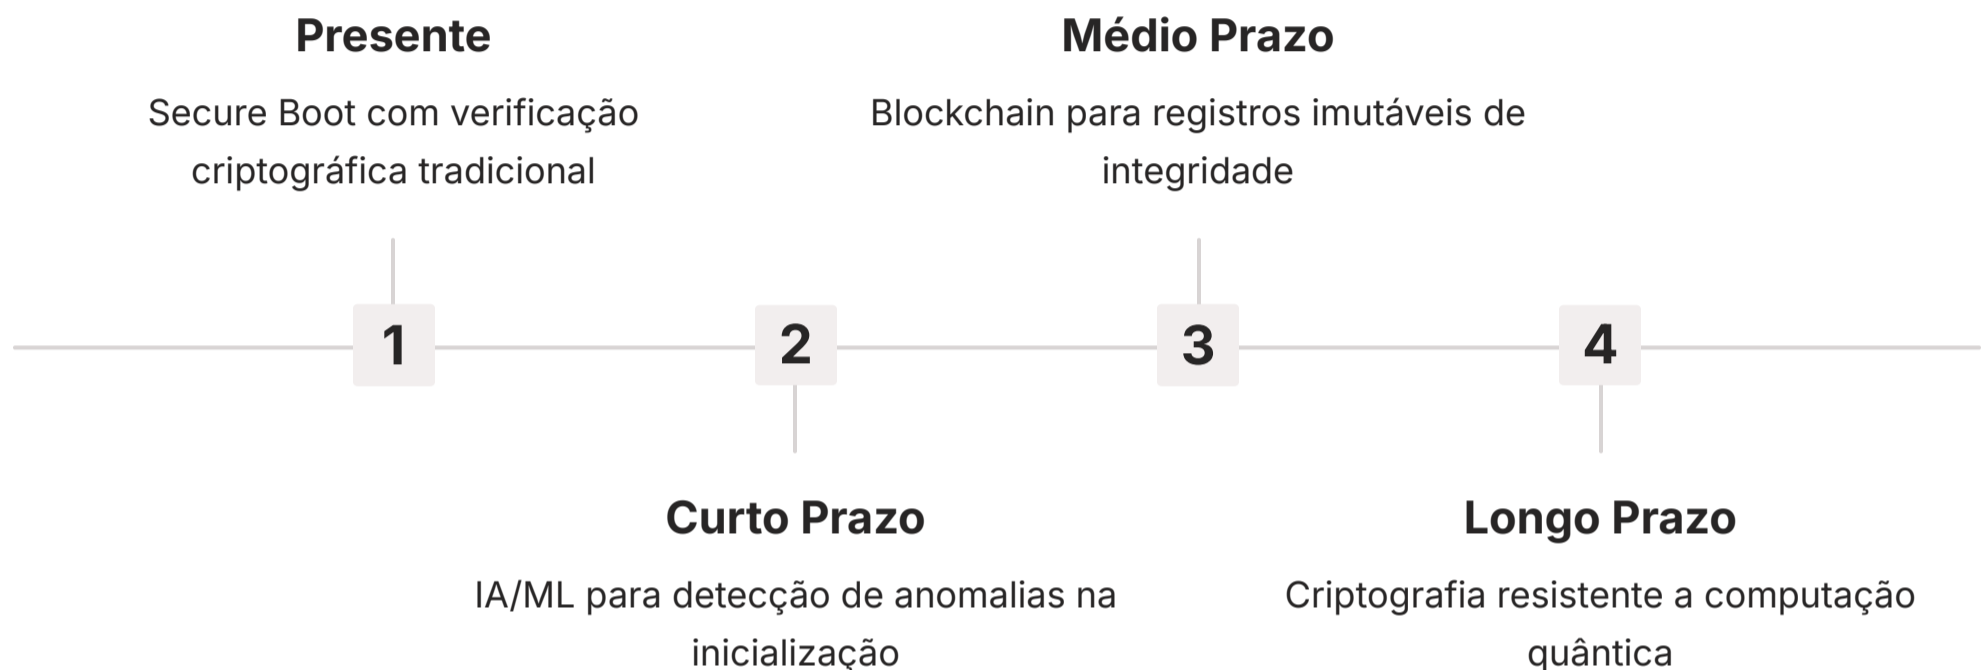 Presente
Secure Boot com verificação
criptográfica tradicional
Médio Prazo
Blockchain para registros imutáveis de
integridade
1
2
3
4
Curto Prazo
IA/ML para detecção de anomalias na
inicialização
Longo Prazo
Criptografia resistente a computação
quântica